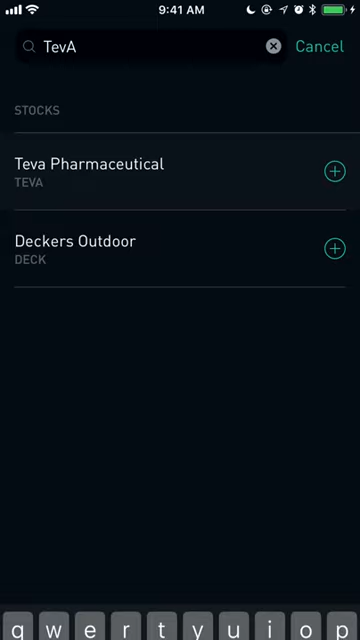 9:41 AM
TevA
Cancel
STOCKS
Teva Pharmaceutical
TEVA
Deckers Outdoor
DECK
q w e r t y u i o p